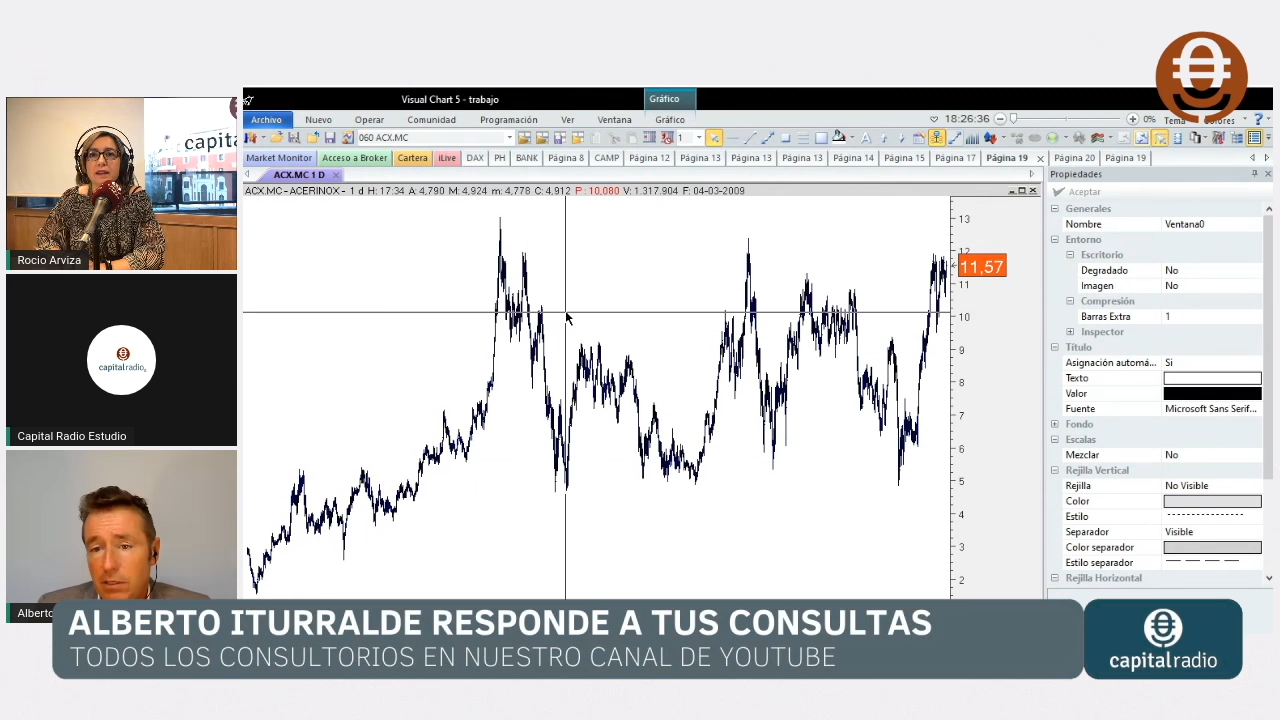 Visual Chart 5 - trabajo
Gráfico
Archivo Nuevo Operar Comunidad Programación Ver Ventana Gráfico 18:26:36 0% Tema Colores
060 ACX.MC 1
Market Monitor Acceso a Broker Cartera iLive DAX PH BANK Página 8 CAMP Página 12 Página 13 Página 13 Página 13 Página 14 Página 15 Página 17 Página 19 Página 20 Página 19
ACX.MC 1 D
ACX.MC-ACERINOX - 1 d H: 17:34 A: 4,790 M: 4,924 m: 4,778 C: 4,912 P.: 10,080 V: 1.317.904 F: 04-03-2009
13
12
11,57
11
10
9
8
7
6
5
4
3
2
Propiedades
Aceptar
Generales
Nombre Ventana0
Entorno
Escritorio
Degradado No
Imagen No
Compresión
Barras Extra 1
Inspector
Título
Asignación automá... Si
Texto
Valor
Fuente Microsoft Sans Serif...
Fondo
Escalas
Mezclar No
Rejilla Vertical
Rejilla No Visible
Color
Estilo
Separador Visible
Color separador
Estilo separador
Rejilla Horizontal
capita
Rocio Arviza
capitalradio
Capital Radio Estudio
Alberto
ALBERTO ITURRALDE RESPONDE A TUS CONSULTAS
TODOS LOS CONSULTORIOS EN NUESTRO CANAL DE YOUTUBE
capitalradio